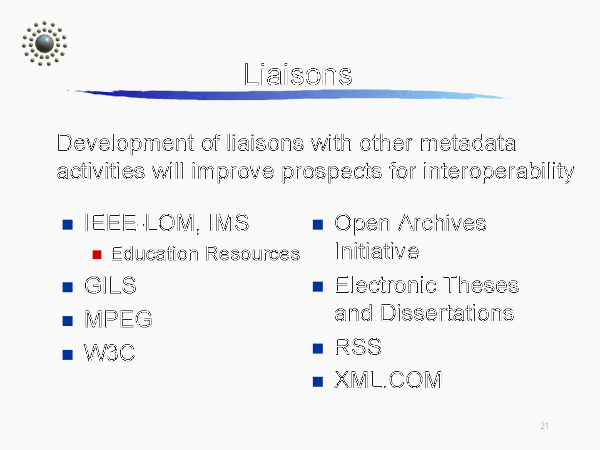 Liaisons
Development of liaisons with other metadata
activities will improve prospects for interoperability
IEEE-LOM, IMS
Education Resources
GILS
MPEG
W3C
Open Archives
Initiative
Electronic Theses
and Dissertations
RSS
XML.COM
21